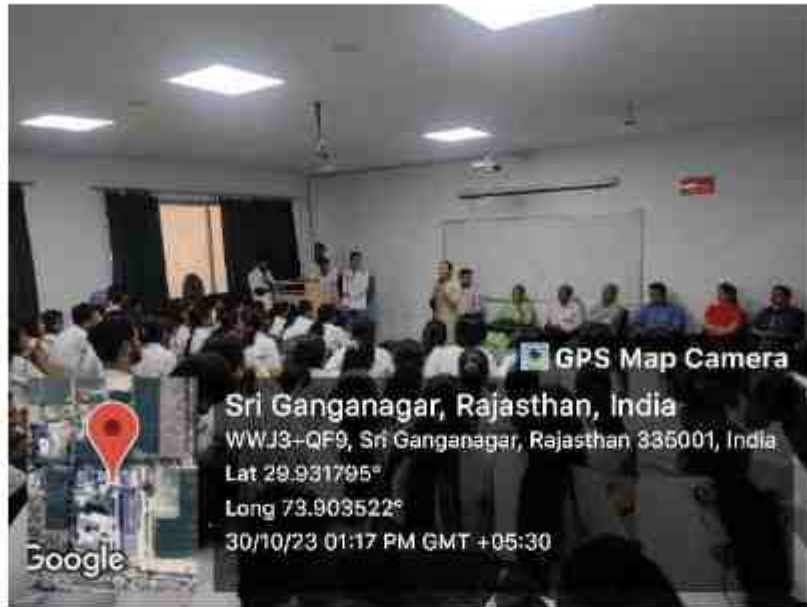 GPS Map Camera
Sri Ganganagar, Rajasthan, India
WWJ3+QF9, Sri Ganganagar, Rajasthan 335001, India
Lat 29.931795°
Long 73.903522°
30/10/23 01:17 PM GMT +05:30
Google